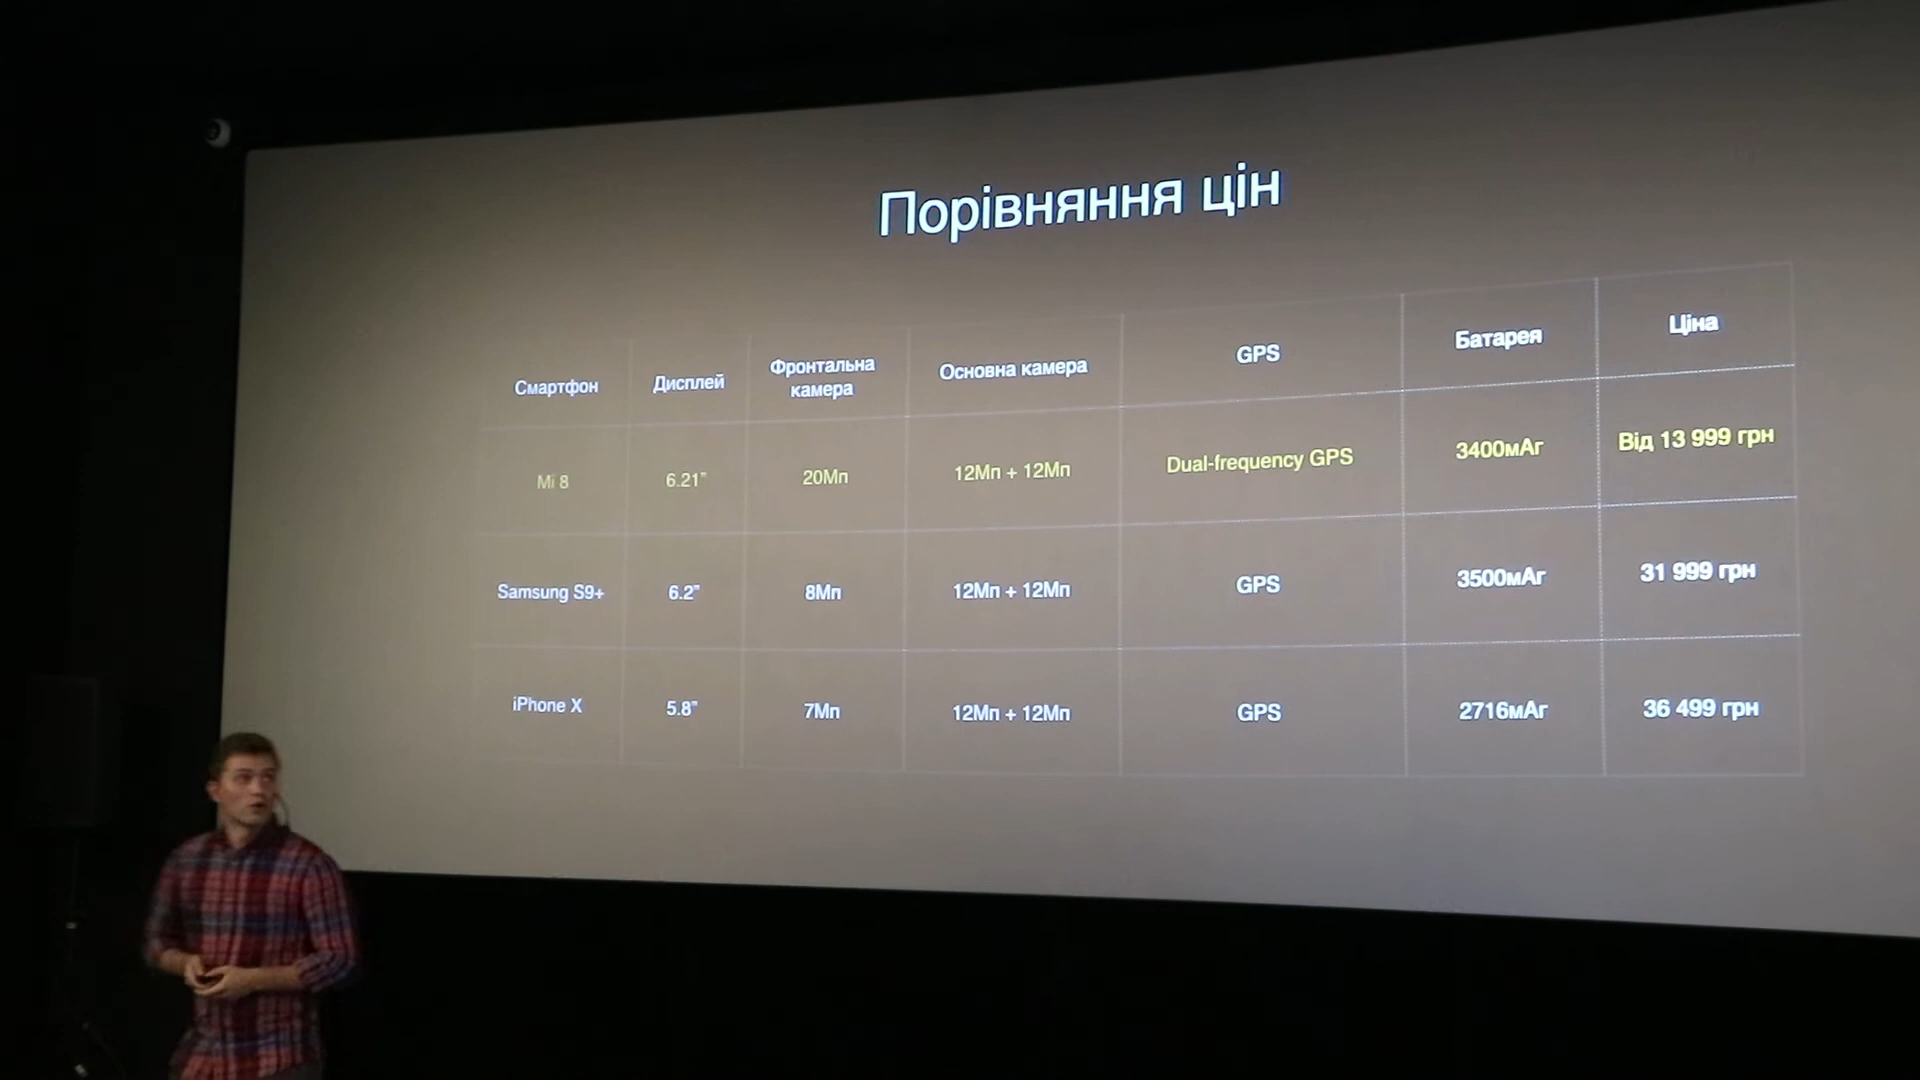 Порівняння цін
Смартфон Дисплей Фронтальна камера Основна камера GPS Батарея Ціна
Mi 8 6.21” 20Мп 12Мп + 12Мп Dual-frequency GPS 3400мАг Від 13 999 грн
Samsung S9+ 6.2” 8Мп 12Мп + 12Мп GPS 3500мАг 31 999 грн
iPhone X 5.8” 7Мп 12Мп + 12Мп GPS 2716мАг 36 499 грн